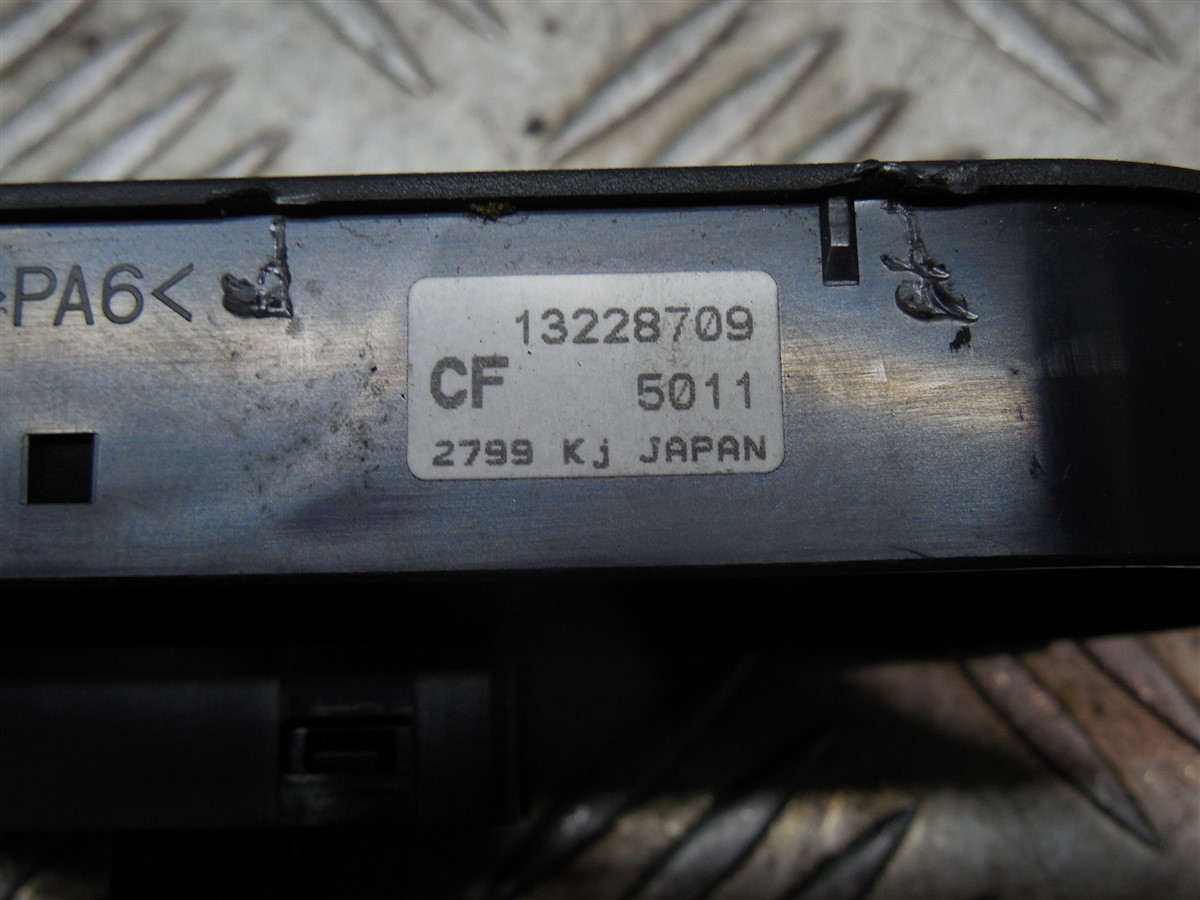 >PA6<
13228709
CF 5011
2799 Kj JAPAN